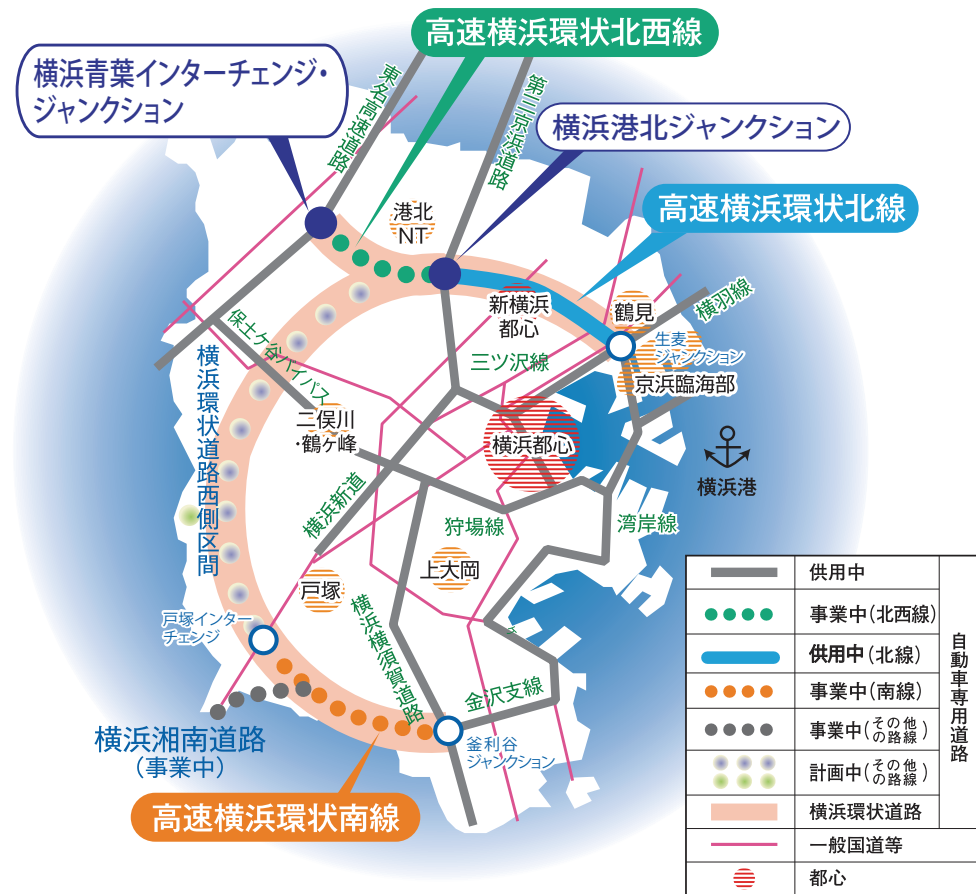 高速横浜環状北西線
横浜青葉インターチェンジ・
ジャンクション
東名高速道路
第三京浜道路
横浜港北ジャンクション
港北
NT
高速横浜環状北線
新横浜
都心
鶴見
横羽線
生麦
ジャンクション
三ツ沢線
京浜臨海部
保土ケ谷バイパス
横浜環状道路西側区間
二俣川
・鶴ケ峰
横浜都心
横浜港
横浜新道
狩場線
湾岸線
上大岡
戸塚
戸塚インター
チェンジ
横浜横須賀道路
金沢支線
横浜湘南道路
(事業中)
釜利谷
ジャンクション
高速横浜環状南線
供用中
事業中(北西線)
供用中(北線)
事業中(南線)
事業中(その他
の路線)
計画中(その他
の路線)
横浜環状道路
自動車専用道路
一般国道等
都心